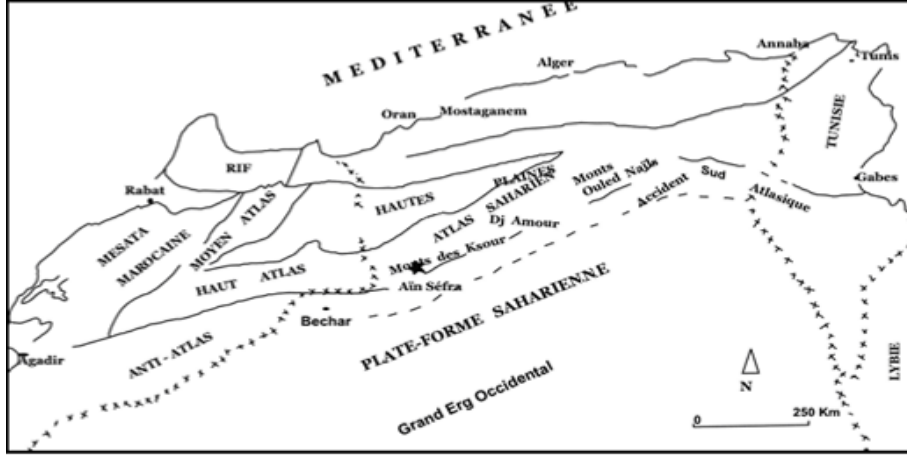 MEDITERRANEE
Annaba
Tunis
Alger
Oran
Mostaganem
TUNISIE
RIF
Rabat
HAUTES PLAINES
Monts
Ouled Naïls
Sud
Gabes
Accident
Atlasique
MESATA
MAROCAINE
MOYEN ATLAS
ATLAS SAHARIEN
Dj Amour
HAUT ATLAS
Monts des Ksour
Aïn Séfra
Bechar
PLATE-FORME SAHARIENNE
Agadir
ANTI-ATLAS
LYBIE
Grand Erg Occidental
N
0 250 Km